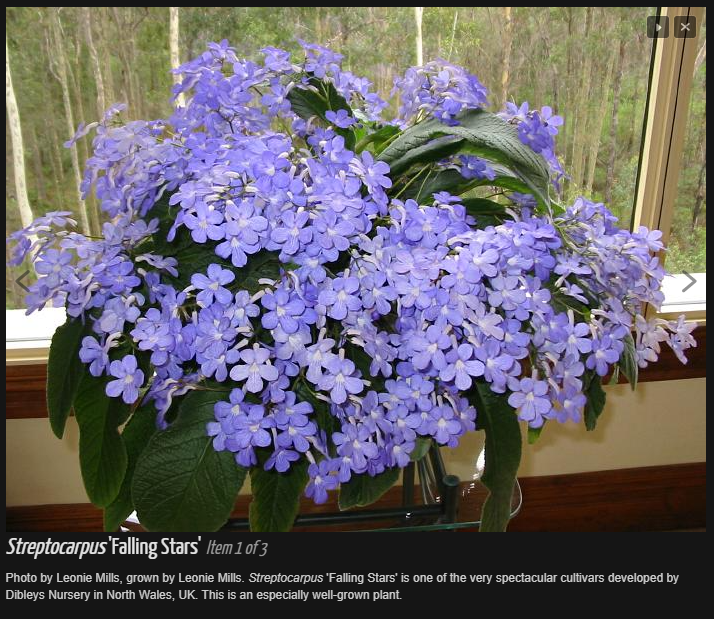 Streptocarpus 'Falling Stars' Item 1 of 3
Photo by Leonie Mills, grown by Leonie Mills. Streptocarpus 'Falling Stars' is one of the very spectacular cultivars developed by
Dibleys Nursery in North Wales, UK. This is an especially well-grown plant.